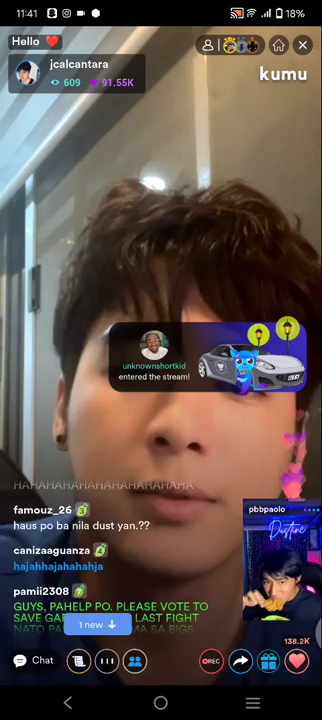 11:41
18%
Hello ❤️
jcalcantara
609 91.55K
kumu
unknownshortkid
entered the stream!
HAHAHAHAHAHAHAHAHAHAHA
famouz_26
haus po ba nila dust yan.??
canizaaguanza
hajahhajahahahja
pamii2308
GUYS, PAHELP PO. PLEASE VOTE TO
SAVE LAST FIGHT
NATO MA SA BIG5
1 new ↓
pbbpaolo
Dustine
138.2K
Chat
REC